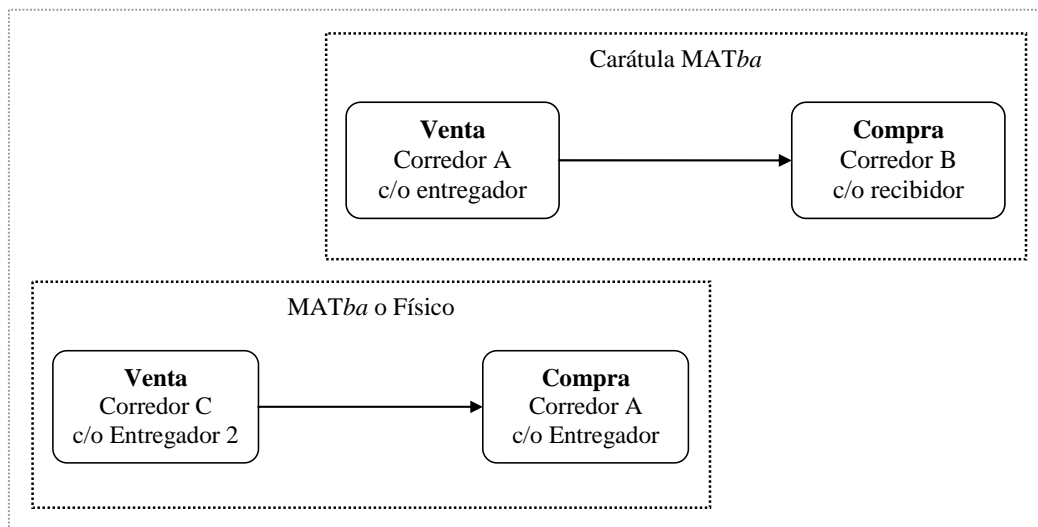 Carátula MATba
Venta
Corredor A
c/o entregador
Compra
Corredor B
c/o recibidor
MATba o Físico
Venta
Corredor C
c/o Entregador 2
Compra
Corredor A
c/o Entregador